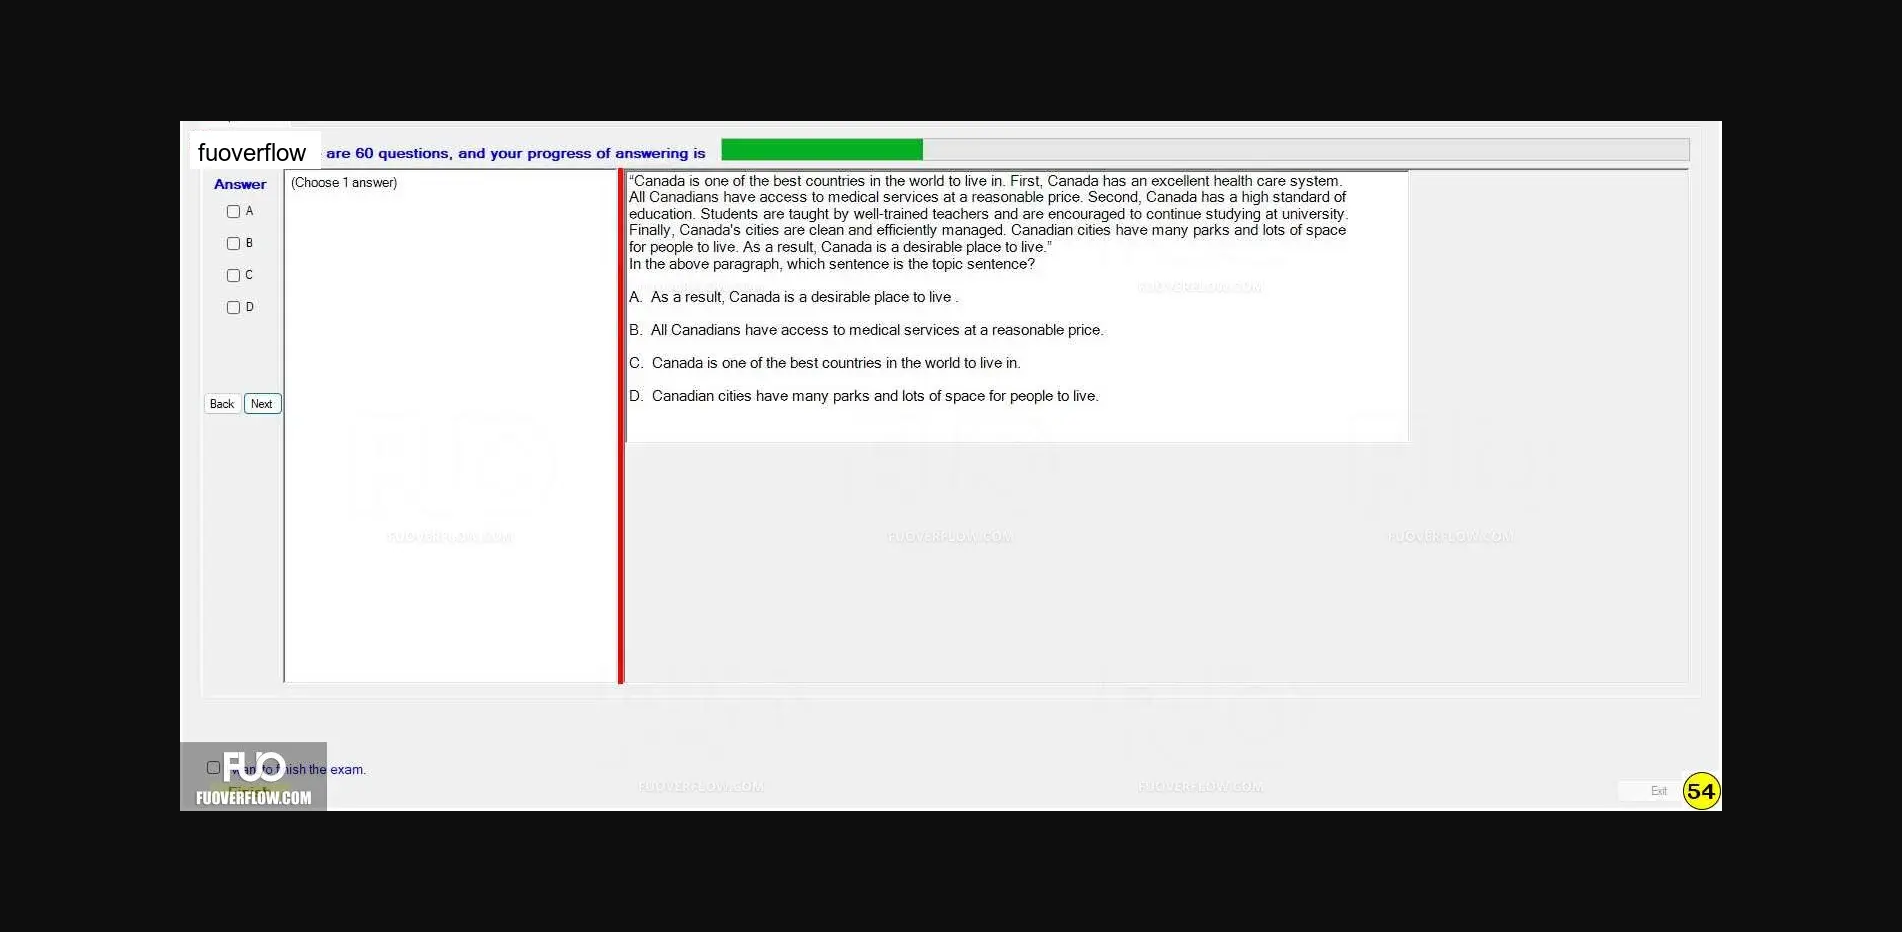 fuoverflow are 60 questions, and your progress of answering is
Answer
(Choose 1 answer)
A
B
C
D
Back Next
“Canada is one of the best countries in the world to live in. First, Canada has an excellent health care system.
All Canadians have access to medical services at a reasonable price. Second, Canada has a high standard of
education. Students are taught by well-trained teachers and are encouraged to continue studying at university.
Finally, Canada's cities are clean and efficiently managed. Canadian cities have many parks and lots of space
for people to live. As a result, Canada is a desirable place to live.”
In the above paragraph, which sentence is the topic sentence?
FUOVERFLOW.COM
A. As a result, Canada is a desirable place to live .
B. All Canadians have access to medical services at a reasonable price.
C. Canada is one of the best countries in the world to live in.
D. Canadian cities have many parks and lots of space for people to live.
FUOVERFLOW.COM FUOVERFLOW.COM FUOVERFLOW.COM
FUO
want to finish the exam.
Finish
FUOVERFLOW.COM
FUOVERFLOW.COM FUOVERFLOW.COM
Exit
54